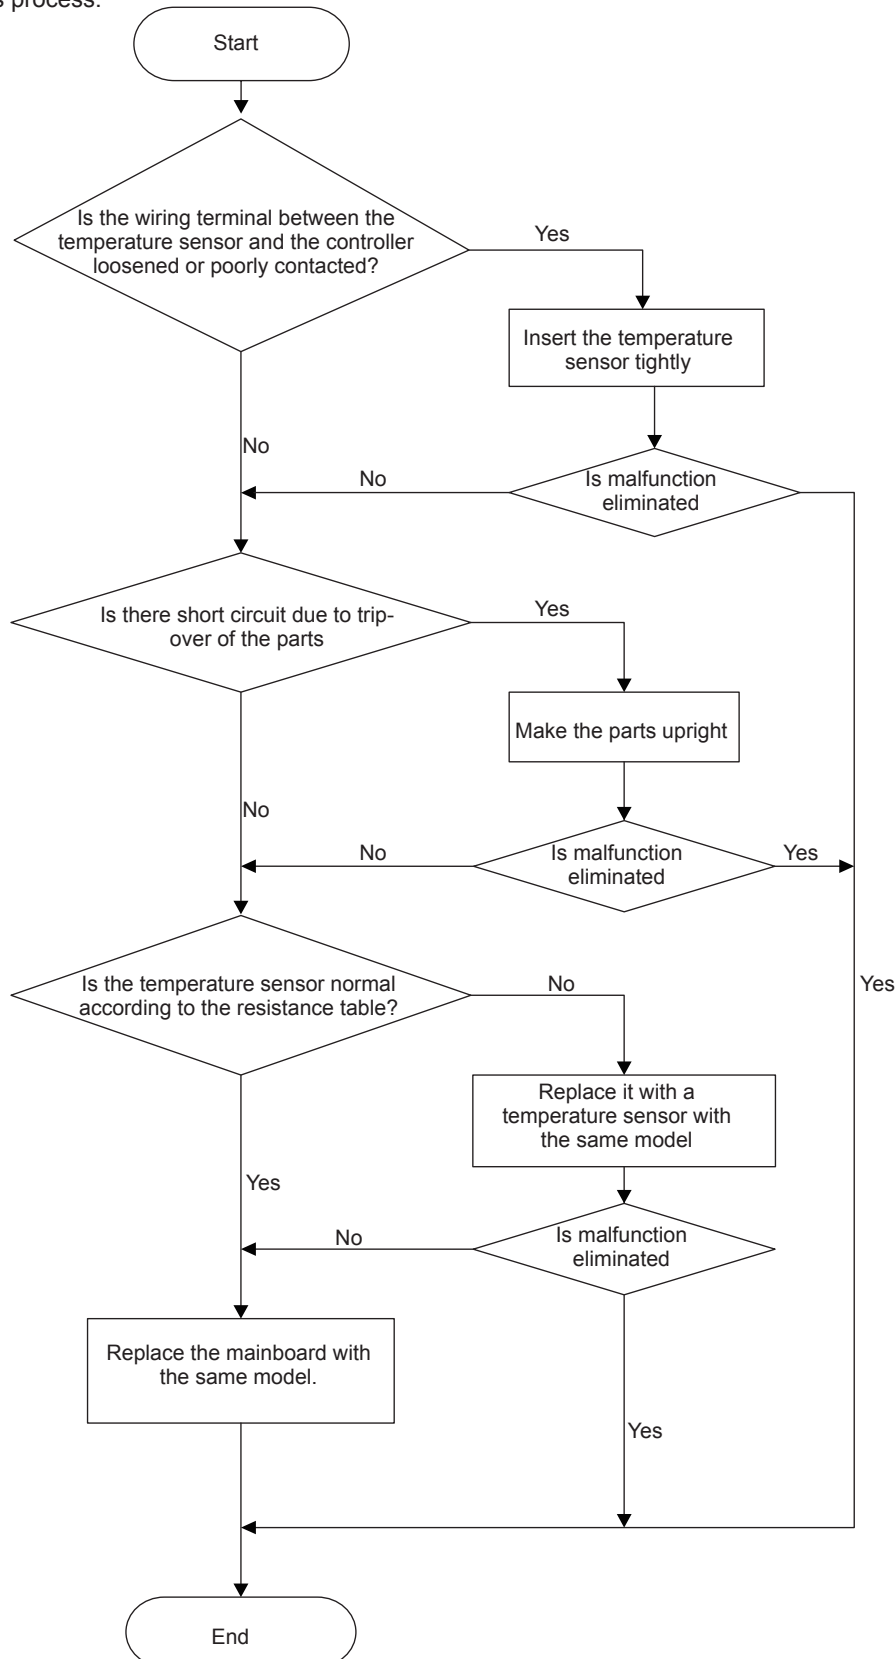 s process.
Start
Is the wiring terminal between the
temperature sensor and the controller
loosened or poorly contacted?
Yes
Insert the temperature
sensor tightly
No
No
Is malfunction
eliminated
Is there short circuit due to trip-
over of the parts
Yes
Make the parts upright
No
No
Is malfunction
eliminated
Yes
Is the temperature sensor normal
according to the resistance table?
No
Yes
Replace it with a
temperature sensor with
the same model
Yes
No
Is malfunction
eliminated
Replace the mainboard with
the same model.
Yes
End